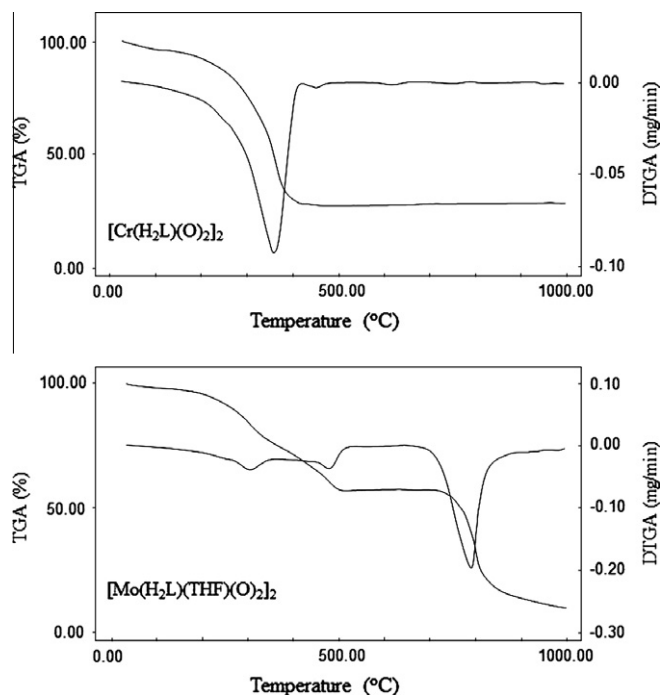 100.00
50.00
0.00
TGA (%)
0.00
-0.05
-0.10
DTGA (mg/min)
[Cr(H₂L)(O)₂]₂
0.00
500.00
1000.00
Temperature (°C)
100.00
50.00
0.00
TGA (%)
0.10
0.00
-0.10
-0.20
-0.30
DTGA (mg/min)
[Mo(H₂L)(THF)(O)₂]₂
0.00
500.00
1000.00
Temperature (°C)